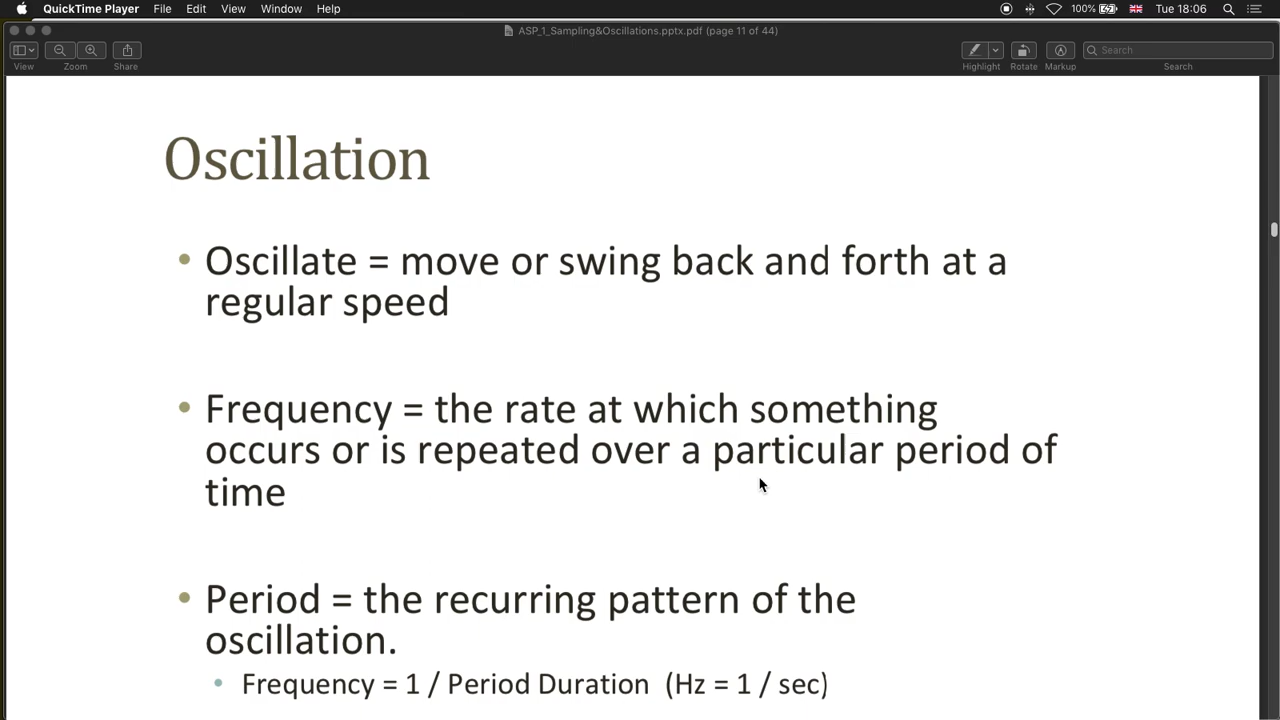 QuickTime Player File Edit View Window Help 100% Tue 18:06
ASP_1_Sampling&Oscillations.pptx.pdf (page 11 of 44)
Search
View Zoom Share Highlight Rotate Markup Search
Oscillation
• Oscillate = move or swing back and forth at a
regular speed
• Frequency = the rate at which something
occurs or is repeated over a particular period of
time
• Period = the recurring pattern of the
oscillation.
• Frequency = 1 / Period Duration (Hz = 1 / sec)